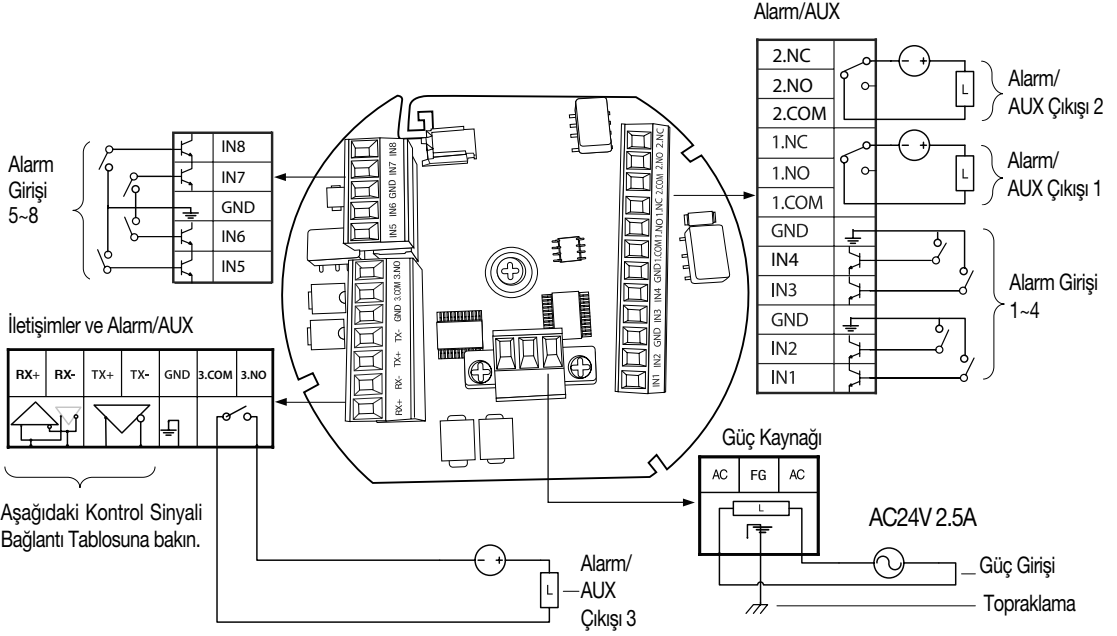 Alarm/AUX
2.NC
2.NO
2.COM
1.NC
1.NO
1.COM
GND
IN4
IN3
GND
IN2
IN1
L
Alarm/
AUX Çıkışı 2
L
Alarm/
AUX Çıkışı 1
Alarm Girişi
1~4
Alarm
Girişi
5~8
IN8
IN7
GND
IN6
IN5
IN5 IN6 GND IN7 IN8
RX+ RX- TX+ TX- GND 3.COM 3.NO
IN1 IN2 GND IN3 IN4 GND 1.COM 1.NO 1.NC 2.COM 2.NO 2.NC
İletişimler ve Alarm/AUX
RX+ RX- TX+ TX- GND 3.COM 3.NO
Aşağıdaki Kontrol Sinyali
Bağlantı Tablosuna bakın.
L
Alarm/
AUX
Çıkışı 3
Güç Kaynağı
AC FG AC
L
AC24V 2.5A
Güç Girişi
Topraklama